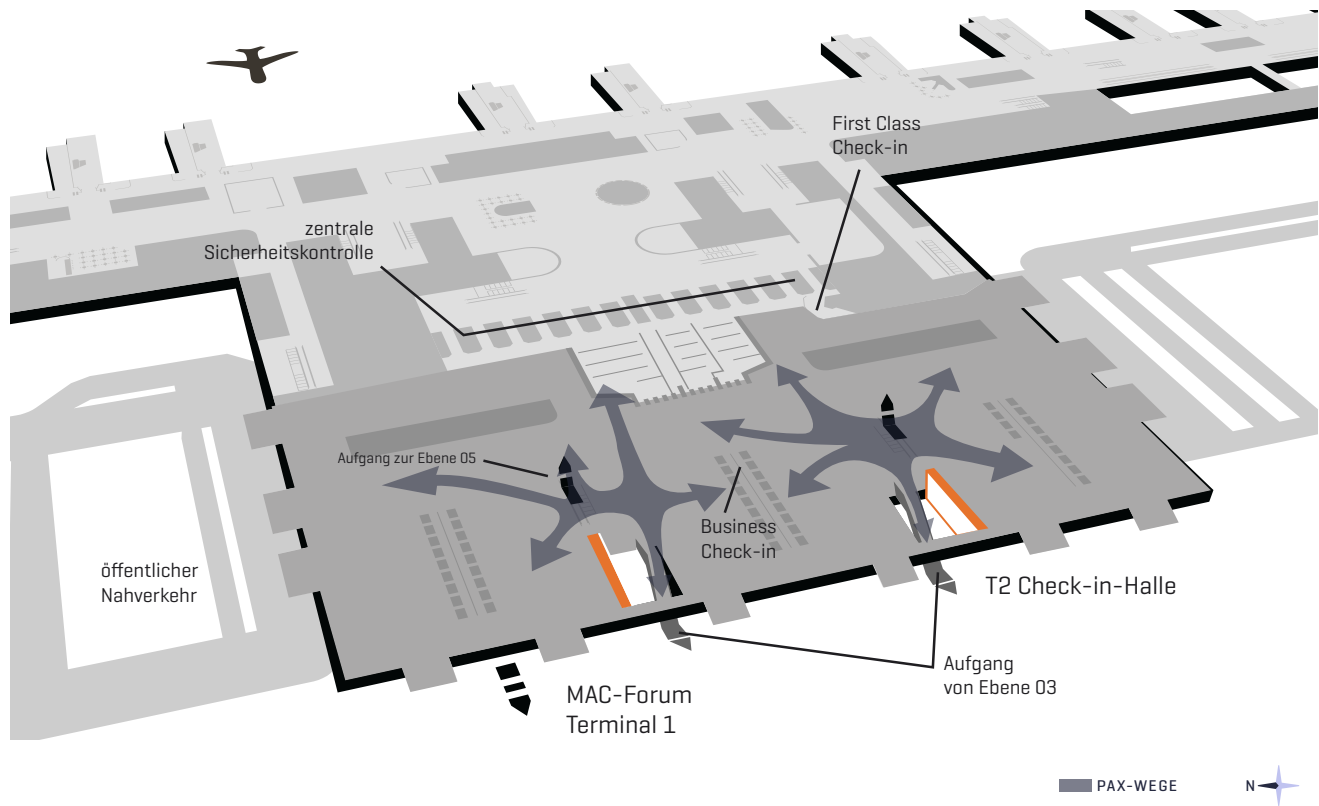 First Class
Check-in
zentrale
Sicherheitskontrolle
Aufgang zur Ebene 05
Business
Check-in
öffentlicher
Nahverkehr
T2 Check-in-Halle
Aufgang
von Ebene 03
MAC-Forum
Terminal 1
PAX-WEGE
N